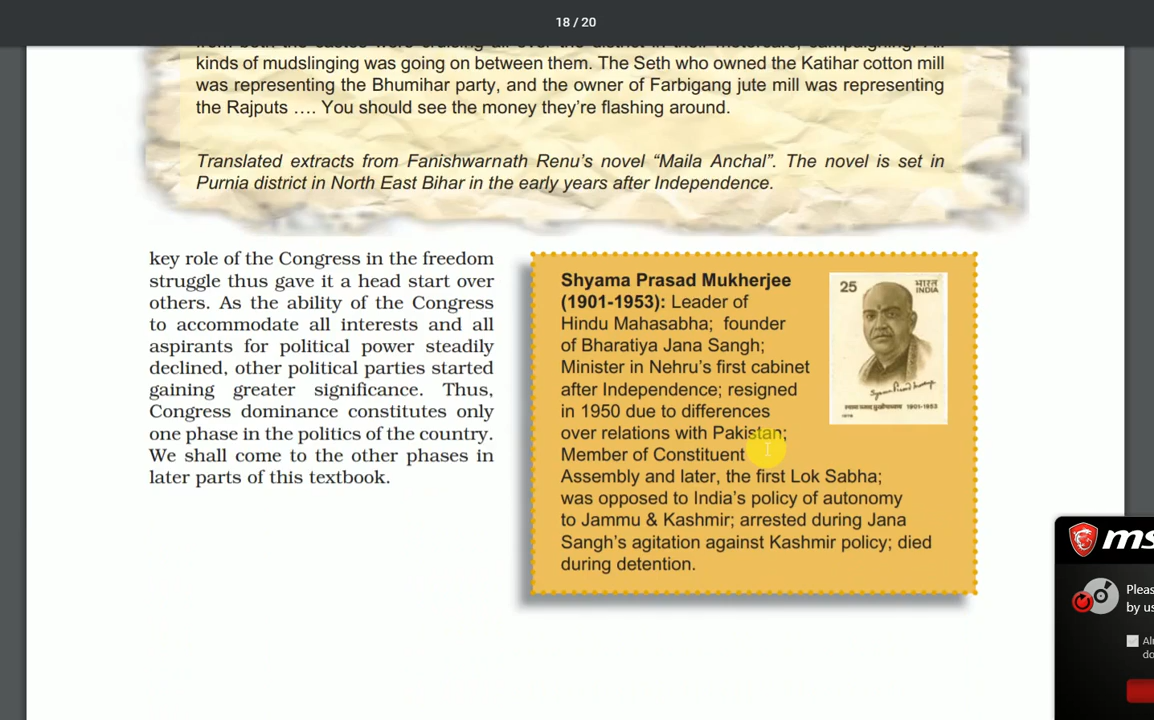 18 / 20
kinds of mudslinging was going on between them. The Seth who owned the Katihar cotton mill
was representing the Bhumihar party, and the owner of Farbigang jute mill was representing
the Rajputs …. You should see the money they're flashing around.
Translated extracts from Fanishwarnath Renu's novel “Maila Anchal”. The novel is set in
Purnia district in North East Bihar in the early years after Independence.
key role of the Congress in the freedom
struggle thus gave it a head start over
others. As the ability of the Congress
to accommodate all interests and all
aspirants for political power steadily
declined, other political parties started
gaining greater significance. Thus,
Congress dominance constitutes only
one phase in the politics of the country.
We shall come to the other phases in
later parts of this textbook.
Shyama Prasad Mukherjee
(1901-1953): Leader of
Hindu Mahasabha; founder
of Bharatiya Jana Sangh;
Minister in Nehru's first cabinet
after Independence; resigned
in 1950 due to differences
over relations with Pakistan;
Member of Constituent
Assembly and later, the first Lok Sabha;
was opposed to India's policy of autonomy
to Jammu & Kashmir; arrested during Jana
Sangh's agitation against Kashmir policy; died
during detention.
25
भारत
INDIA
1901-1953
ms
Pleas
by us
Al
do